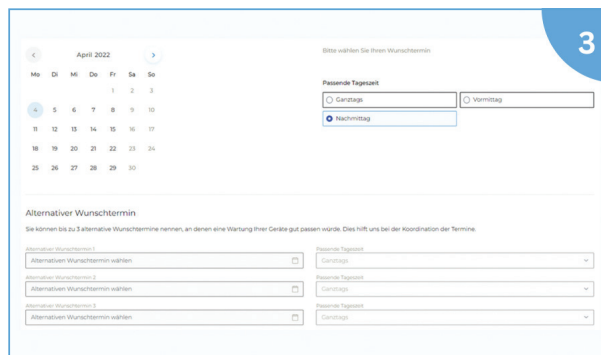 3
April 2022
Mo Di Mi Do Fr Sa So
1 2 3
4 5 6 7 8 9 10
11 12 13 14 15 16 17
18 19 20 21 22 23 24
25 26 27 28 29 30
Bitte wählen Sie Ihren Wunschtermin
Passende Tageszeit
Ganztags Vormittag
Nachmittag
Alternativer Wunschtermin
Sie können bis zu 3 alternative Wunschtermine nennen, an denen eine Wartung Ihrer Geräte gut passen würde. Dies hilft uns bei der Koordination der Termine.
Alternativer Wunschtermin 1 Passende Tageszeit
Alternativen Wunschtermin wählen Ganztags
Alternativer Wunschtermin 2 Passende Tageszeit
Alternativen Wunschtermin wählen Ganztags
Alternativer Wunschtermin 3 Passende Tageszeit
Alternativen Wunschtermin wählen Ganztags